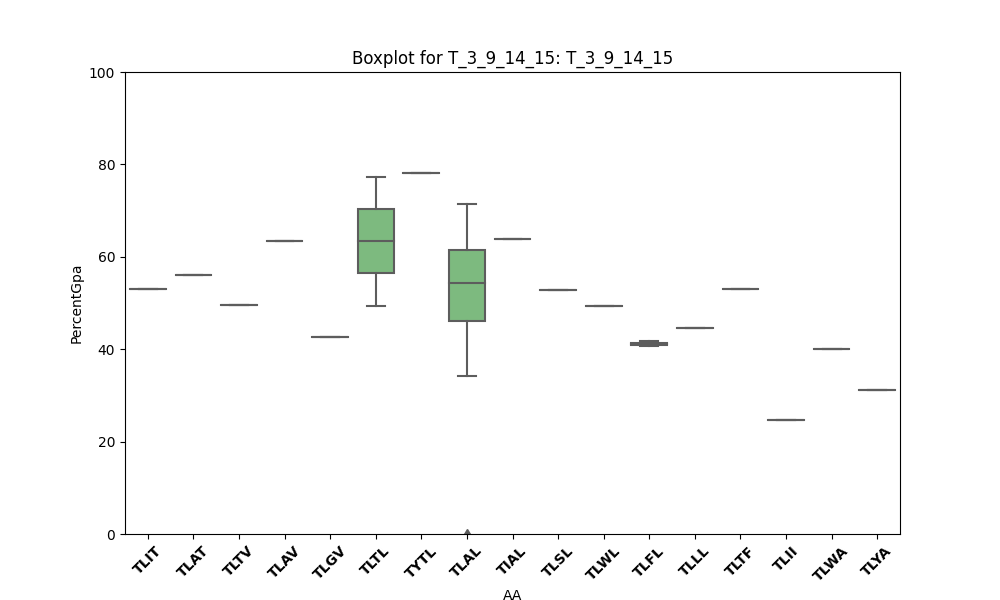 Boxplot for T_3_9_14_15: T_3_9_14_15
100
80
60
40
20
0
PercentGpa
TLIT
TLAT
TLTV
TLAV
TLGV
TLTL
TYTL
TLAL
TIAL
TLSL
TLWL
TLFL
TLLL
TLTF
TLII
TLWA
TLYA
AA